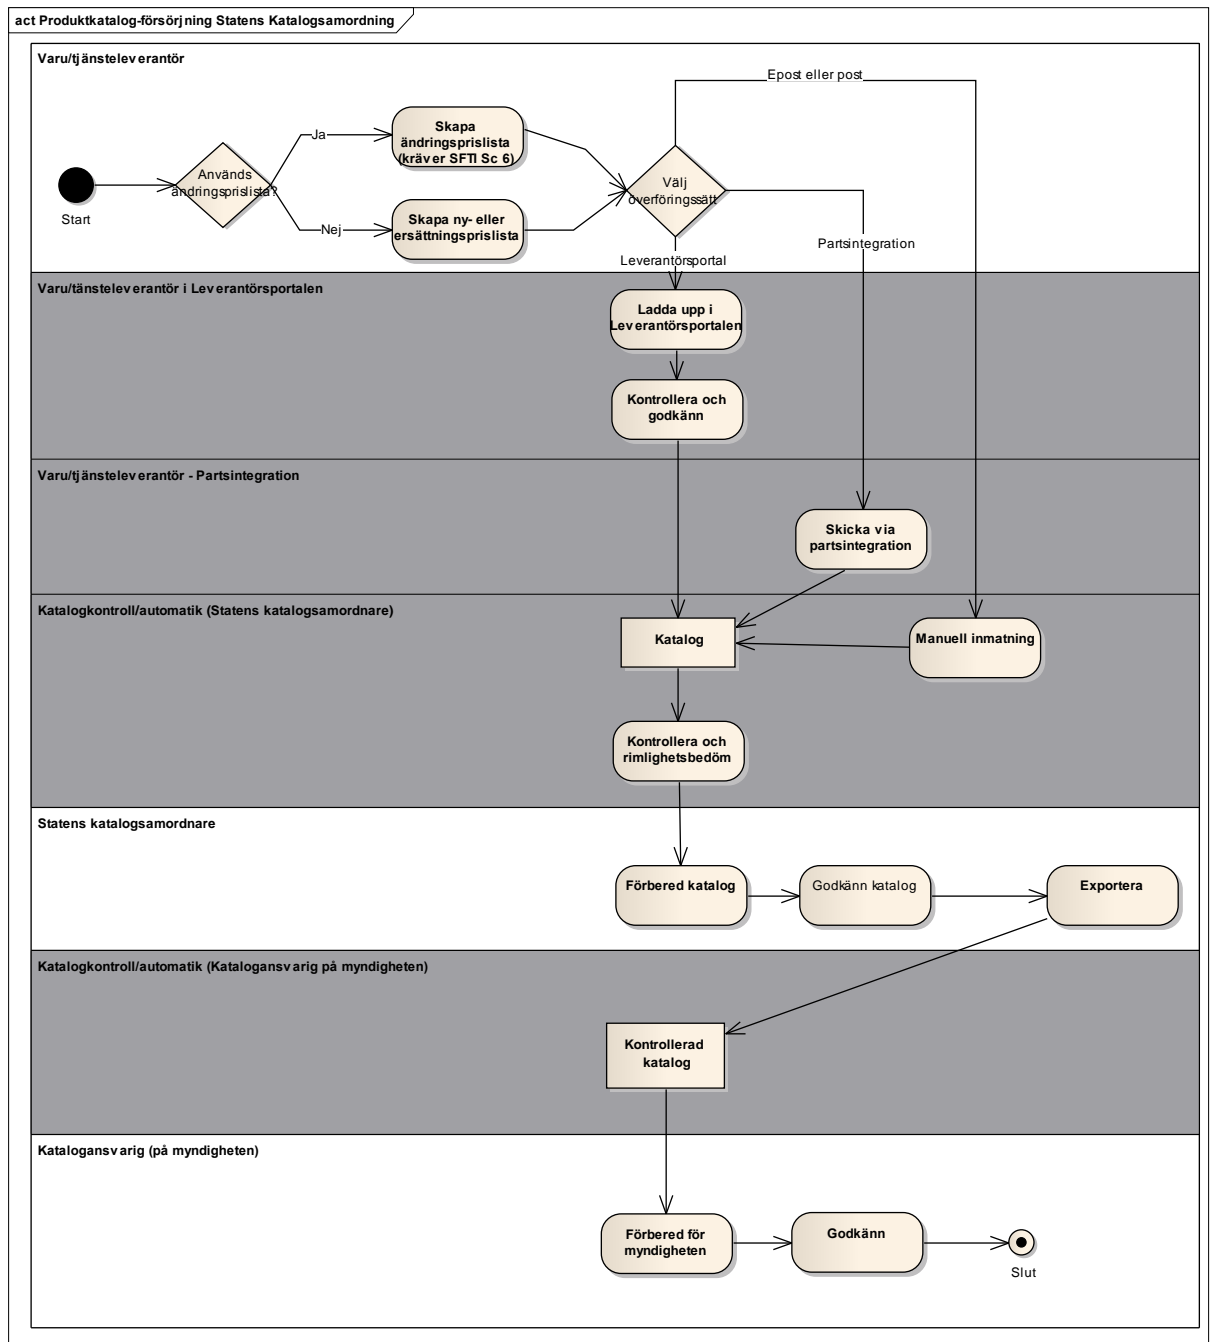 act Produktkatalog-försörjning Statens Katalogsamordning
Varu/tjänsteleverantör
Epost eller post
Ja
Skapa
ändringsprislista
(kräver SFTI Sc 6)
Används
ändringsprislista?
Välj
överföringssätt
Start
Nej
Skapa ny- eller
ersättningsprislista
Partsintegration
Leverantörsportal
Varu/tänsteleverantör i Leverantörsportalen
Ladda upp i
Leverantörsportalen
Kontrollera och
godkänn
Varu/tjänsteleverantör - Partsintegration
Skicka via
partsintegration
Katalogkontroll/automatik (Statens katalogsamordnare)
Katalog
Manuell inmatning
Kontrollera och
rimlighetsbedöm
Statens katalogsamordnare
Förbered katalog
Godkänn katalog
Exportera
Katalogkontroll/automatik (Katalogansvarig på myndigheten)
Kontrollerad
katalog
Katalogansvarig (på myndigheten)
Förbered för
myndigheten
Godkänn
Slut